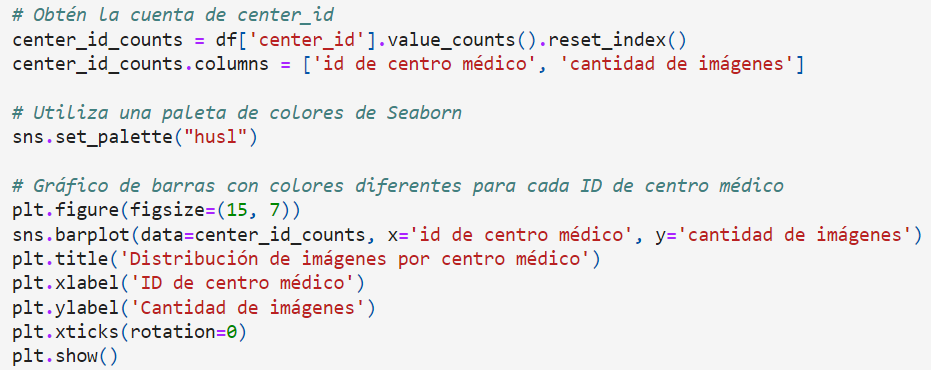 # Obtén la cuenta de center_id
center_id_counts = df['center_id'].value_counts().reset_index()
center_id_counts.columns = ['id de centro médico', 'cantidad de imágenes']
# Utiliza una paleta de colores de Seaborn
sns.set_palette("husl")
# Gráfico de barras con colores diferentes para cada ID de centro médico
plt.figure(figsize=(15, 7))
sns.barplot(data=center_id_counts, x='id de centro médico', y='cantidad de imágenes')
plt.title('Distribución de imágenes por centro médico')
plt.xlabel('ID de centro médico')
plt.ylabel('Cantidad de imágenes')
plt.xticks(rotation=0)
plt.show()